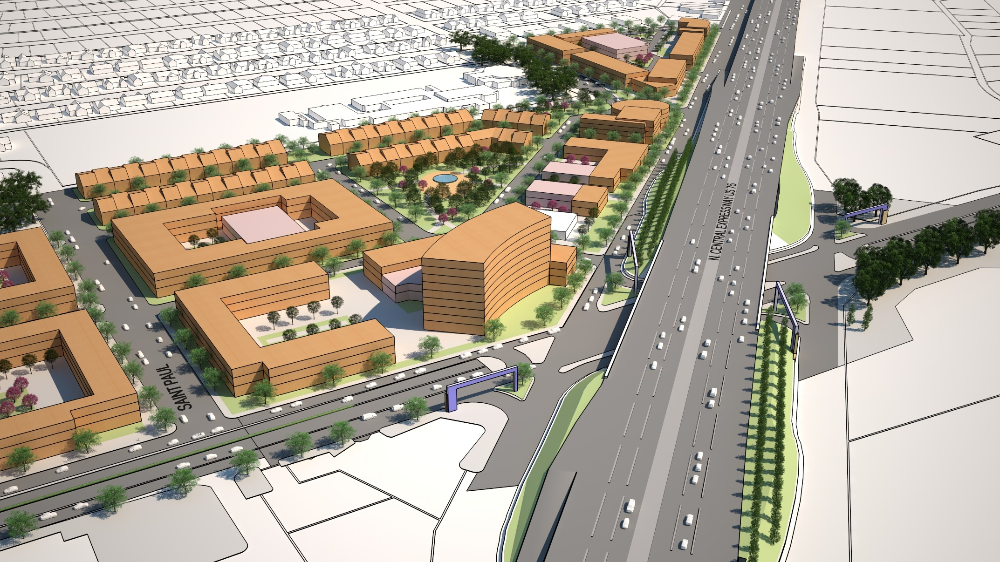 N. CENTRAL EXPRESSWAY US 75
SAINT PAUL